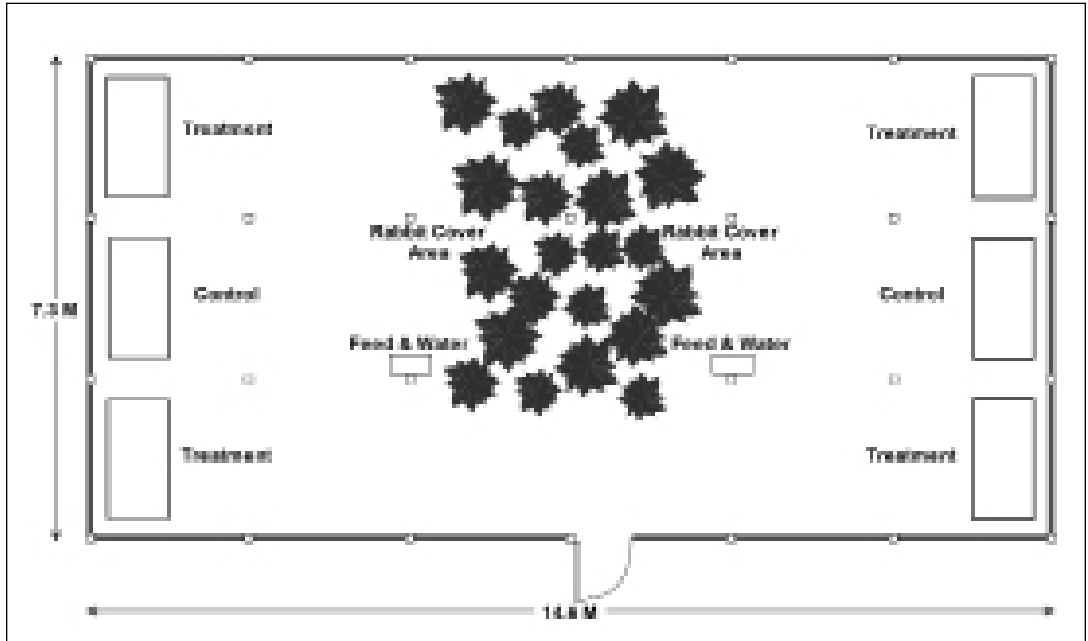 Treatment
Treatment
Rabbit Cover
Area
Rabbit Cover
Area
Control
Control
7.3 M
Feed & Water
Feed & Water
Treatment
Treatment
14.6 M